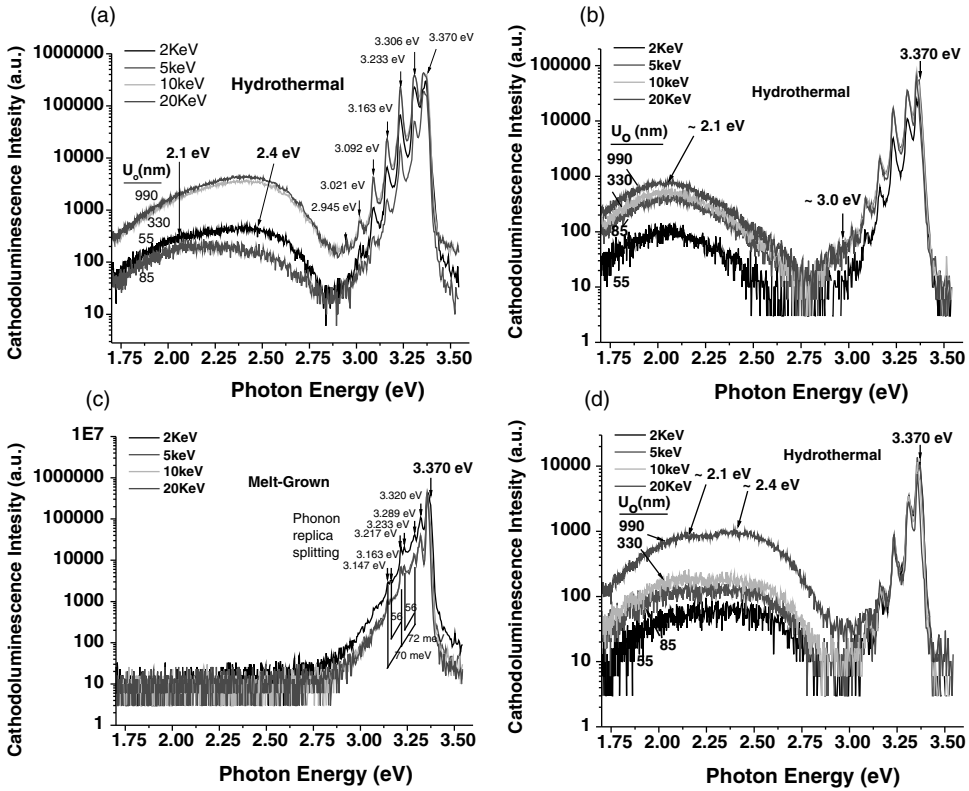 (a)
Cathodoluminescence Intesity (a.u.)
1000000
100000
10000
1000
100
10
2KeV
5keV
10keV
20KeV
Hydrothermal
3.306 eV
3.370 eV
3.233 eV
3.163 eV
3.092 eV
3.021 eV
2.945 eV
2.1 eV
2.4 eV
Uo(nm)
990
330
55
85
1.75 2.00 2.25 2.50 2.75 3.00 3.25 3.50
Photon Energy (eV)
(b)
Cathodoluminescence Intesity (a.u.)
100000
10000
1000
100
10
1
2KeV
5keV
10keV
20KeV
Hydrothermal
3.370 eV
Uo(nm)
990
330
85
55
~ 2.1 eV
~ 3.0 eV
1.75 2.00 2.25 2.50 2.75 3.00 3.25 3.50
Photon Energy (eV)
(c)
Cathodoluminescence Intesity (a.u.)
1E7
1000000
100000
10000
1000
100
10
1
2KeV
5keV
10keV
20KeV
Melt-Grown
3.370 eV
3.320 eV
3.289 eV
3.233 eV
3.217 eV
3.163 eV
3.147 eV
Phonon
replica
splitting
56
56
72 meV
70 meV
1.75 2.00 2.25 2.50 2.75 3.00 3.25 3.50
Photon Energy (eV)
(d)
Cathodoluminescence Intesity (a.u.)
10000
1000
100
10
1
2KeV
5keV
10keV
20KeV
Hydrothermal
3.370 eV
Uo(nm)
990
330
85
55
~ 2.1 eV
~ 2.4 eV
1.75 2.00 2.25 2.50 2.75 3.00 3.25 3.50
Photon Energy (eV)